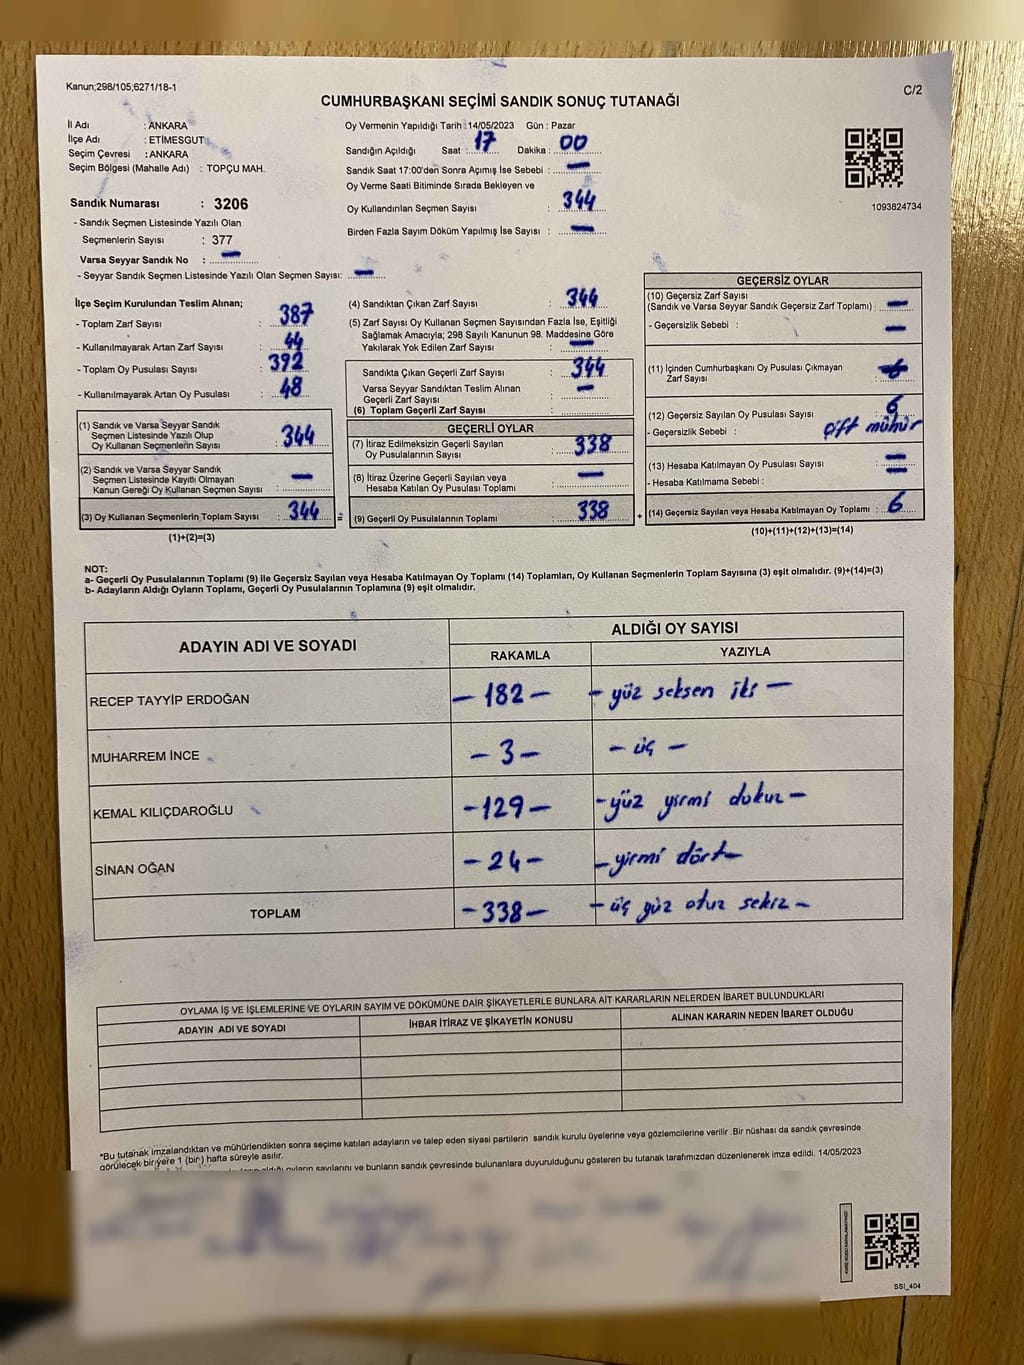 Kanun;298/105;6271/18-1
C/2
CUMHURBAŞKANI SEÇİMİ SANDIK SONUÇ TUTANAĞI
İl Adı : ANKARA
İlçe Adı : ETİMESGUT
Seçim Çevresi : ANKARA
Seçim Bölgesi (Mahalle Adı) : TOPÇU MAH.
Sandık Numarası : 3206
- Sandık Seçmen Listesinde Yazılı Olan
Seçmenlerin Sayısı : 377
Varsa Seyyar Sandık No : —
- Seyyar Sandık Seçmen Listesinde Yazılı Olan Seçmen Sayısı: —
Oy Vermenin Yapıldığı Tarih :14/05/2023 Gün : Pazar
Sandığın Açıldığı Saat : 17 Dakika : 00
Sandık Saat 17:00'den Sonra Açımış İse Sebebi : —
Oy Verme Saati Bitiminde Sırada Bekleyen ve
Oy Kullandırılan Seçmen Sayısı : 344
Birden Fazla Sayım Döküm Yapılmış İse Sayısı : —
1093824734
İlçe Seçim Kurulundan Teslim Alınan;
- Toplam Zarf Sayısı : 387
- Kullanılmayarak Artan Zarf Sayısı : 44
- Toplam Oy Pusulası Sayısı : 392
- Kullanılmayarak Artan Oy Pusulası : 48
(1) Sandık ve Varsa Seyyar Sandık
Seçmen Listesinde Yazılı Olup
Oy Kullanan Seçmenlerin Sayısı : 344
(2) Sandık ve Varsa Seyyar Sandık
Seçmen Listesinde Kayıtlı Olmayan
Kanun Gereği Oy Kullanan Seçmen Sayısı : —
(3) Oy Kullanan Seçmenlerin Toplam Sayısı : 344 =
(1)+(2)=(3)
(4) Sandıktan Çıkan Zarf Sayısı : 344
(5) Zarf Sayısı Oy Kullanan Seçmen Sayısından Fazla İse, Eşitliği
Sağlamak Amacıyla; 298 Sayılı Kanunun 98. Maddesine Göre
Yakılarak Yok Edilen Zarf Sayısı : —
Sandıkta Çıkan Geçerli Zarf Sayısı : 344
Varsa Seyyar Sandıktan Teslim Alınan
Geçerli Zarf Sayısı : —
(6) Toplam Geçerli Zarf Sayısı :
GEÇERLİ OYLAR
(7) İtiraz Edilmeksizin Geçerli Sayılan
Oy Pusulalarının Sayısı : 338
(8) İtiraz Üzerine Geçerli Sayılan veya
Hesaba Katılan Oy Pusulası Toplamı : —
(9) Geçerli Oy Pusulalarının Toplamı : 338 +
GEÇERSİZ OYLAR
(10) Geçersiz Zarf Sayısı
(Sandık ve Varsa Seyyar Sandık Geçersiz Zarf Toplamı) : —
- Geçersizlik Sebebi : —
(11) İçinden Cumhurbaşkanı Oy Pusulası Çıkmayan
Zarf Sayısı :
(12) Geçersiz Sayılan Oy Pusulası Sayısı : 6
- Geçersizlik Sebebi : Çift mühür
(13) Hesaba Katılmayan Oy Pusulası Sayısı : —
- Hesaba Katılmama Sebebi : —
(14) Geçersiz Sayılan veya Hesaba Katılmayan Oy Toplamı : 6
(10)+(11)+(12)+(13)=(14)
NOT:
a- Geçerli Oy Pusulalarının Toplamı (9) ile Geçersiz Sayılan veya Hesaba Katılmayan Oy Toplamı (14) Toplamları, Oy Kullanan Seçmenlerin Toplam Sayısına (3) eşit olmalıdır. (9)+(14)=(3)
b- Adayların Aldığı Oyların Toplamı, Geçerli Oy Pusulalarının Toplamına (9) eşit olmalıdır.
ADAYIN ADI VE SOYADI ALDIĞI OY SAYISI
RAKAMLA YAZIYLA
RECEP TAYYİP ERDOĞAN — 182 — — yüz seksen iki —
MUHARREM İNCE — 3 — — üç —
KEMAL KILIÇDAROĞLU — 129 — — yüz yirmi dokuz —
SİNAN OĞAN — 24 — — yirmi dört —
TOPLAM — 338 — — üç yüz otuz sekiz —
OYLAMA İŞ VE İŞLEMLERİNE VE OYLARIN SAYIM VE DÖKÜMÜNE DAİR ŞİKAYETLERLE BUNLARA AİT KARARLARIN NELERDEN İBARET BULUNDUKLARI
ADAYIN ADI VE SOYADI İHBAR İTİRAZ VE ŞİKAYETİN KONUSU ALINAN KARARIN NEDEN İBARET OLDUĞU
*Bu tutanak imzalandıktan ve mühürlendikten sonra seçime katılan adayların ve talep eden siyasi partilerin sandık kurulu üyelerine veya gözlemcilerine verilir .Bir nüshası da sandık çevresinde
görülecek bir yere 1 (bir) hafta süreyle asılır.
oyların sayılarını ve bunların sandık çevresinde bulunanlara duyurulduğunu gösteren bu tutanak tarafımızdan düzenlenerek imza edildi. 14/05/2023
SSI_404